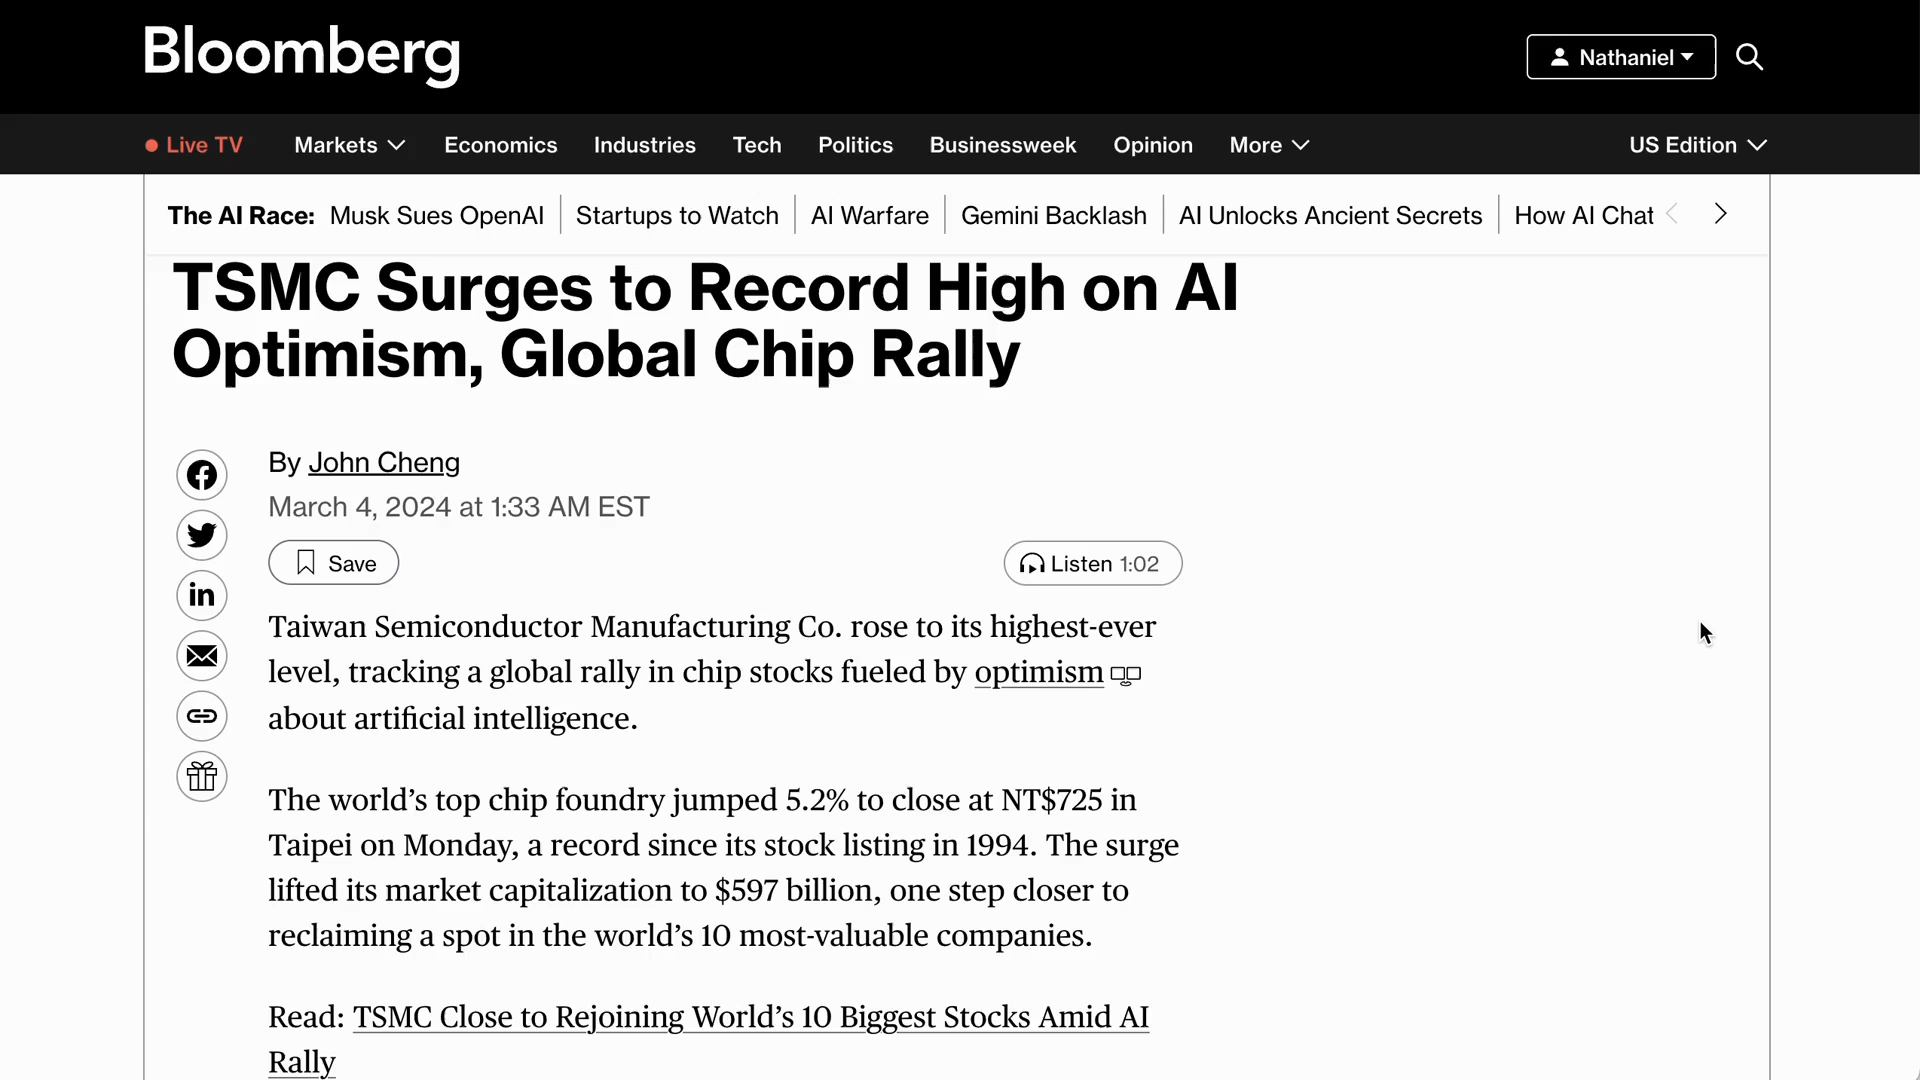 Bloomberg
Nathaniel
Live TV Markets Economics Industries Tech Politics Businessweek Opinion More US Edition
The AI Race: Musk Sues OpenAI Startups to Watch AI Warfare Gemini Backlash AI Unlocks Ancient Secrets How AI Chat
TSMC Surges to Record High on AI
Optimism, Global Chip Rally
By John Cheng
March 4, 2024 at 1:33 AM EST
Save Listen 1:02
Taiwan Semiconductor Manufacturing Co. rose to its highest-ever
level, tracking a global rally in chip stocks fueled by optimism
about artificial intelligence.
The world’s top chip foundry jumped 5.2% to close at NT$725 in
Taipei on Monday, a record since its stock listing in 1994. The surge
lifted its market capitalization to $597 billion, one step closer to
reclaiming a spot in the world’s 10 most-valuable companies.
Read: TSMC Close to Rejoining World’s 10 Biggest Stocks Amid AI
Rally